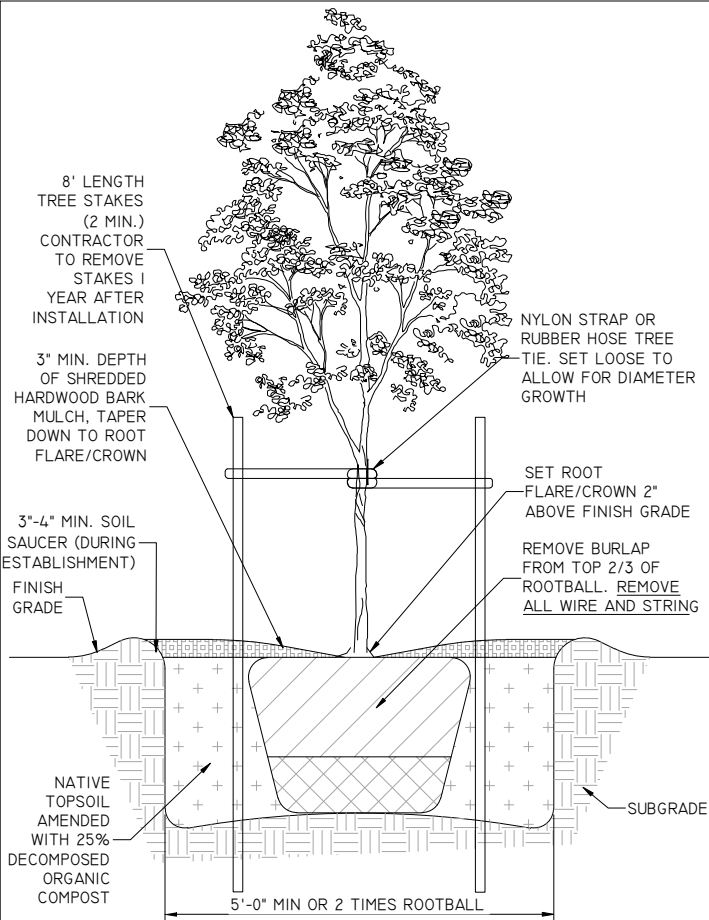 8' LENGTH
TREE STAKES
(2 MIN.)
CONTRACTOR
TO REMOVE
STAKES I
YEAR AFTER
INSTALLATION
3" MIN. DEPTH
OF SHREDDED
HARDWOOD BARK
MULCH, TAPER
DOWN TO ROOT
FLARE/CROWN
3"-4" MIN. SOIL
SAUCER (DURING
ESTABLISHMENT)
FINISH
GRADE
NATIVE
TOPSOIL
AMENDED
WITH 25%
DECOMPOSED
ORGANIC
COMPOST
NYLON STRAP OR
RUBBER HOSE TREE
TIE. SET LOOSE TO
ALLOW FOR DIAMETER
GROWTH
SET ROOT
FLARE/CROWN 2"
ABOVE FINISH GRADE
REMOVE BURLAP
FROM TOP 2/3 OF
ROOTBALL. REMOVE
ALL WIRE AND STRING
SUBGRADE
5'-0" MIN OR 2 TIMES ROOTBALL